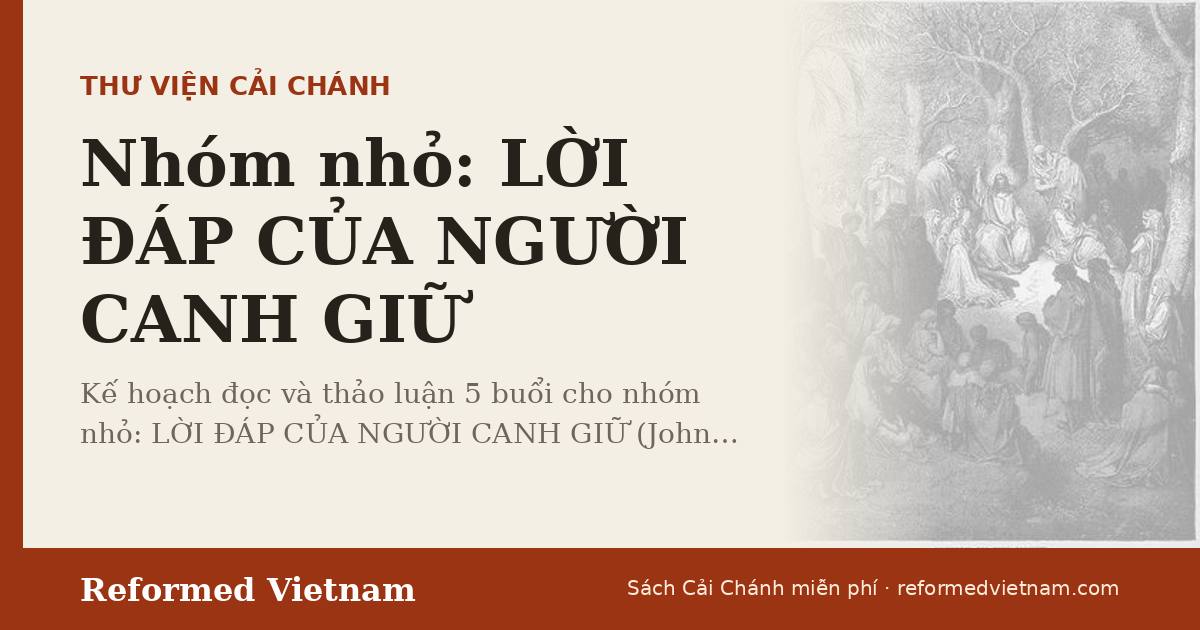 THƯ VIỆN CẢI CHÁNH
Nhóm nhỏ: LỜI
ĐÁP CỦA NGƯỜI
CANH GIỮ
Kế hoạch đọc và thảo luận 5 buổi cho nhóm
nhỏ: LỜI ĐÁP CỦA NGƯỜI CANH GIỮ (John…
Reformed Vietnam
Sách Cải Chánh miễn phí · reformedvietnam.com